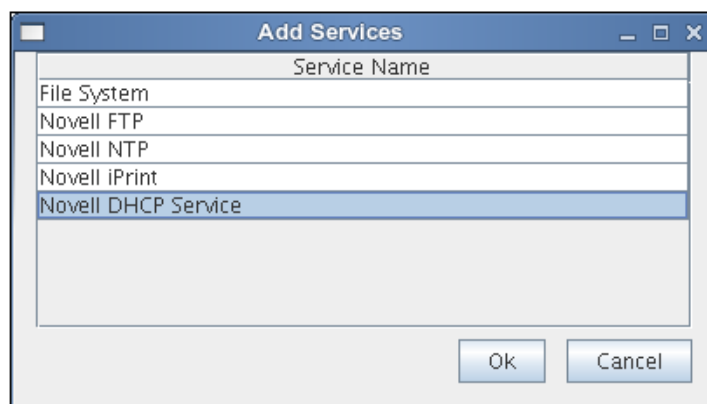 Add Services
Service Name
File System
Novell FTP
Novell NTP
Novell iPrint
Novell DHCP Service
Ok Cancel